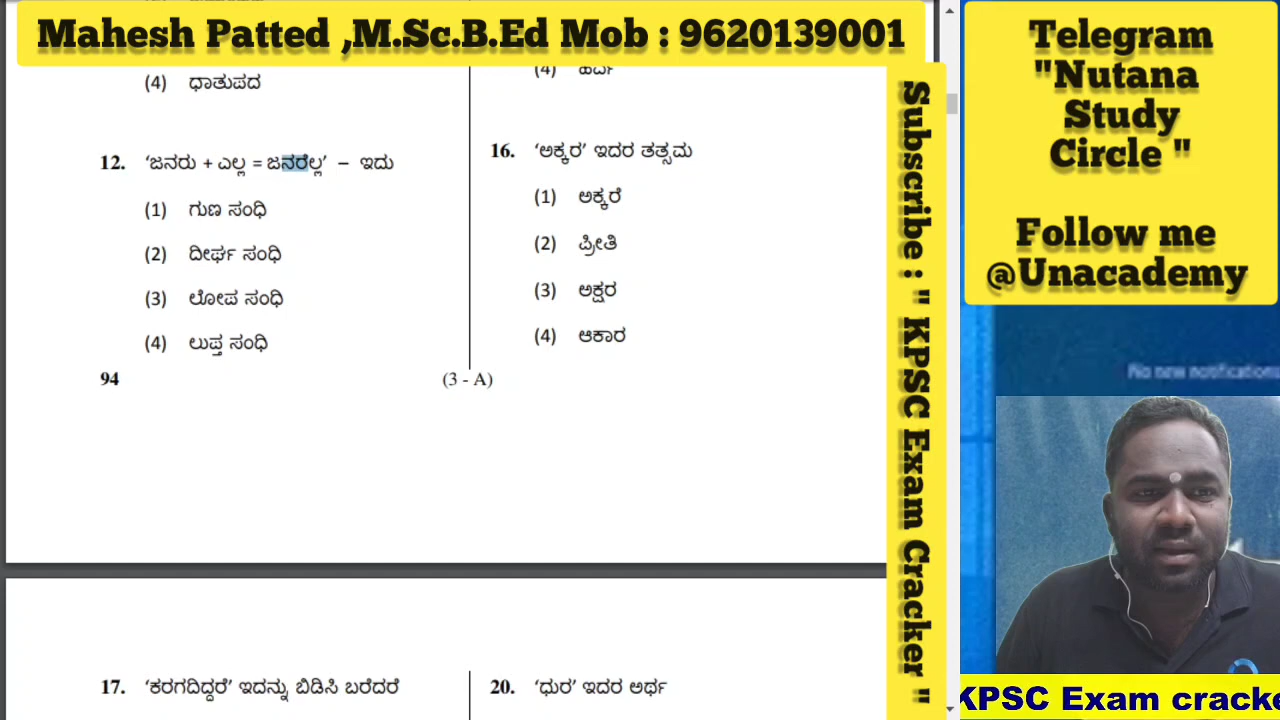 Mahesh Patted ,M.Sc.B.Ed Mob : 9620139001
(4) ಧಾತುಪದ
12. ‘ಜನರು + ಎಲ್ಲ = ಜನರೆಲ್ಲ’ – ಇದು
(1) ಗುಣ ಸಂಧಿ
(2) ದೀರ್ಘ ಸಂಧಿ
(3) ಲೋಪ ಸಂಧಿ
(4) ಲುಪ್ತ ಸಂಧಿ
94
(3 - A)
(4)
16. ‘ಅಕ್ಕರ’ ಇದರ ತತ್ಸಮ
(1) ಅಕ್ಕರೆ
(2) ಪ್ರೀತಿ
(3) ಅಕ್ಷರ
(4) ಆಕಾರ
17. ‘ಕರಗದಿದ್ದರೆ’ ಇದನ್ನು ಬಿಡಿಸಿ ಬರೆದರೆ
20. ‘ಧುರ’ ಇದರ ಅರ್ಥ
Subscribe : " KPSC Exam Cracker "
Telegram
"Nutana
Study
Circle "
Follow me
@Unacademy
No new notifications
KPSC Exam cracke